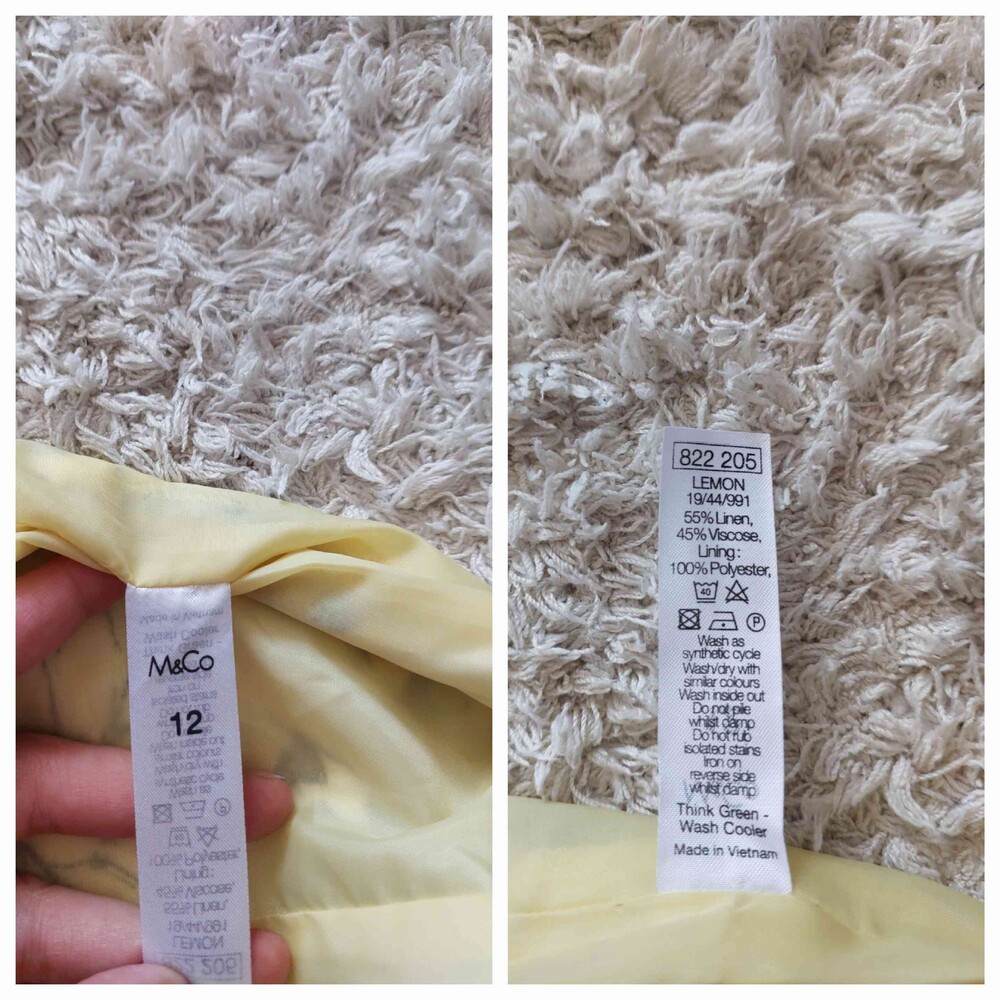 M&Co
12
822 205
LEMON
19/44/991
55% Linen,
45% Viscose,
Lining:
100% Polyester,
40
P
Wash as
synthetic cycle
Wash/dry with
similar colours
Wash inside out
Do not pile
whilst damp
Do not rub
isolated stains
Iron on
reverse side
whilst damp
Think Green -
Wash Cooler
Made in Vietnam